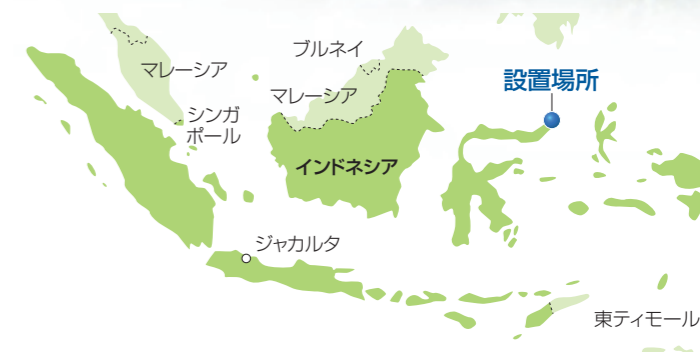 ブルネイ
マレーシア
設置場所
マレーシア
シンガ
ポール
インドネシア
ジャカルタ
東ティモール